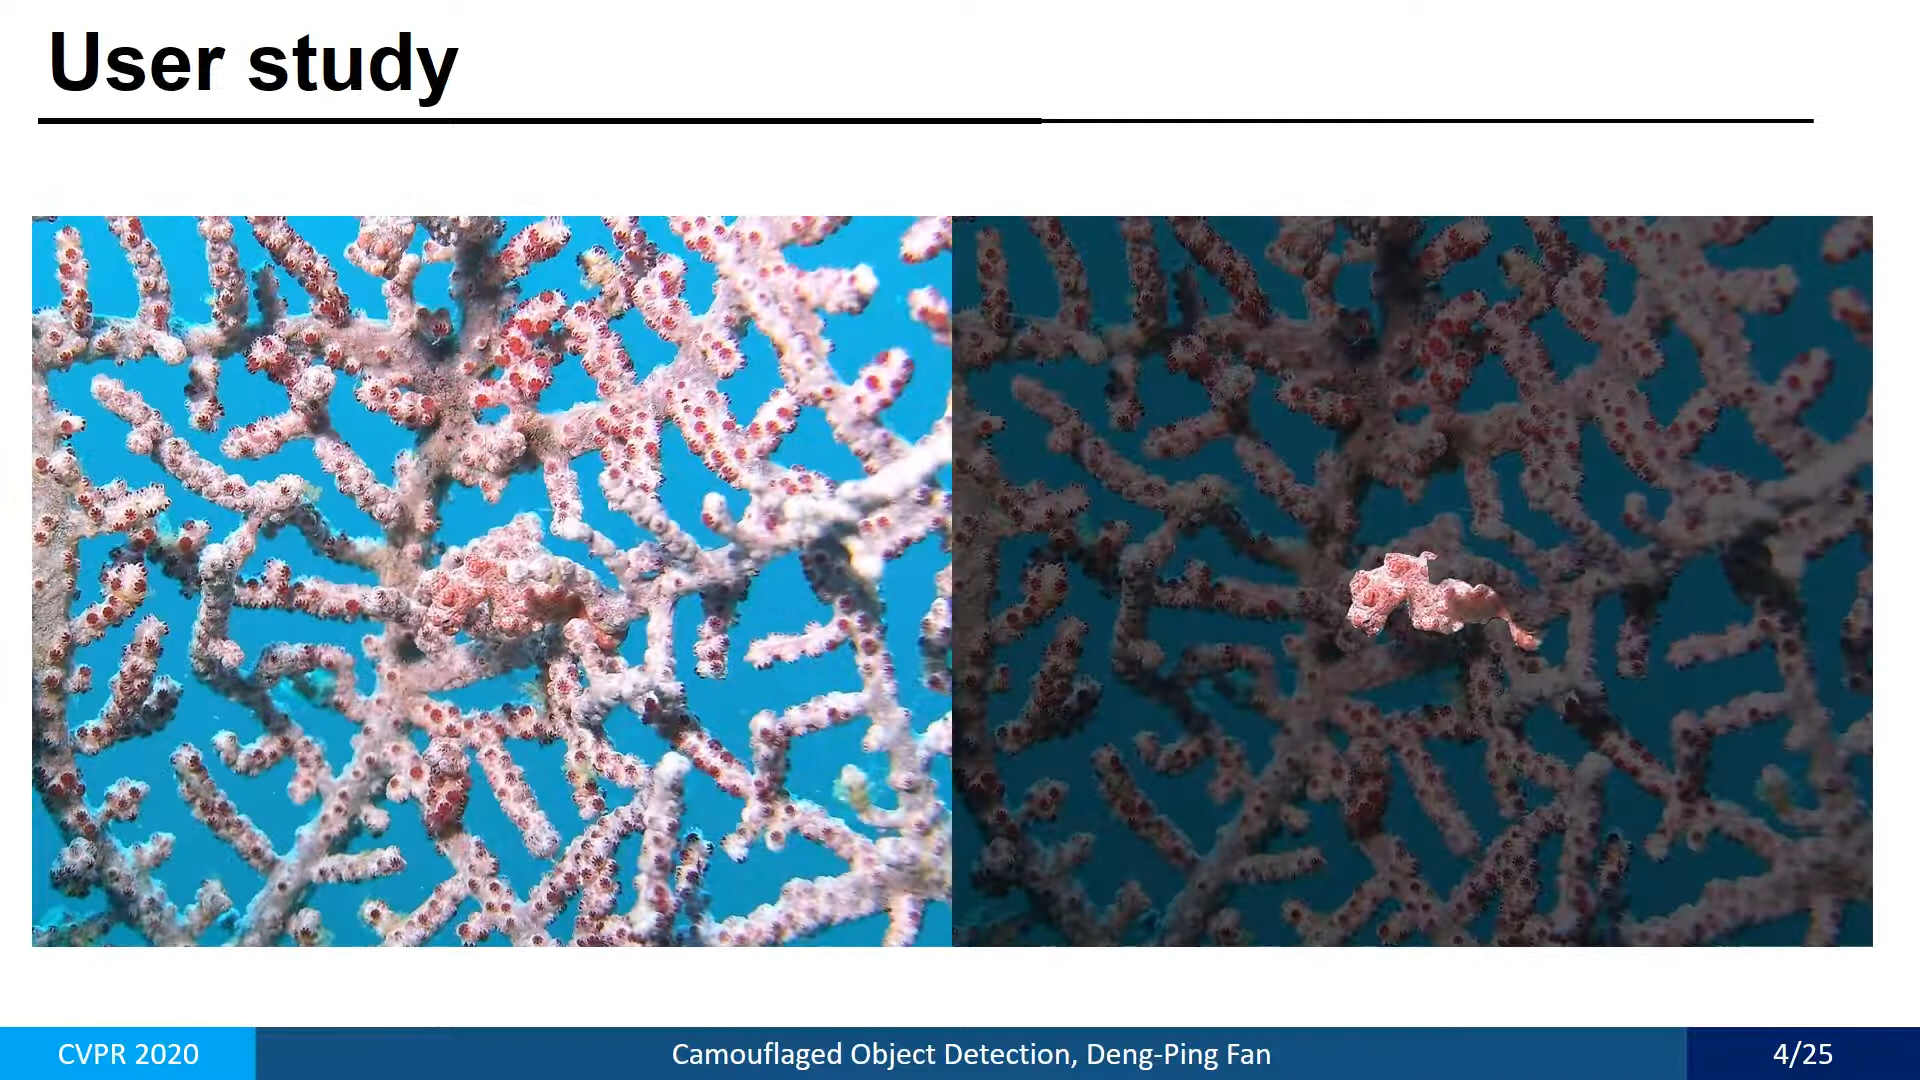 User study
CVPR 2020
Camouflaged Object Detection, Deng-Ping Fan
4/25